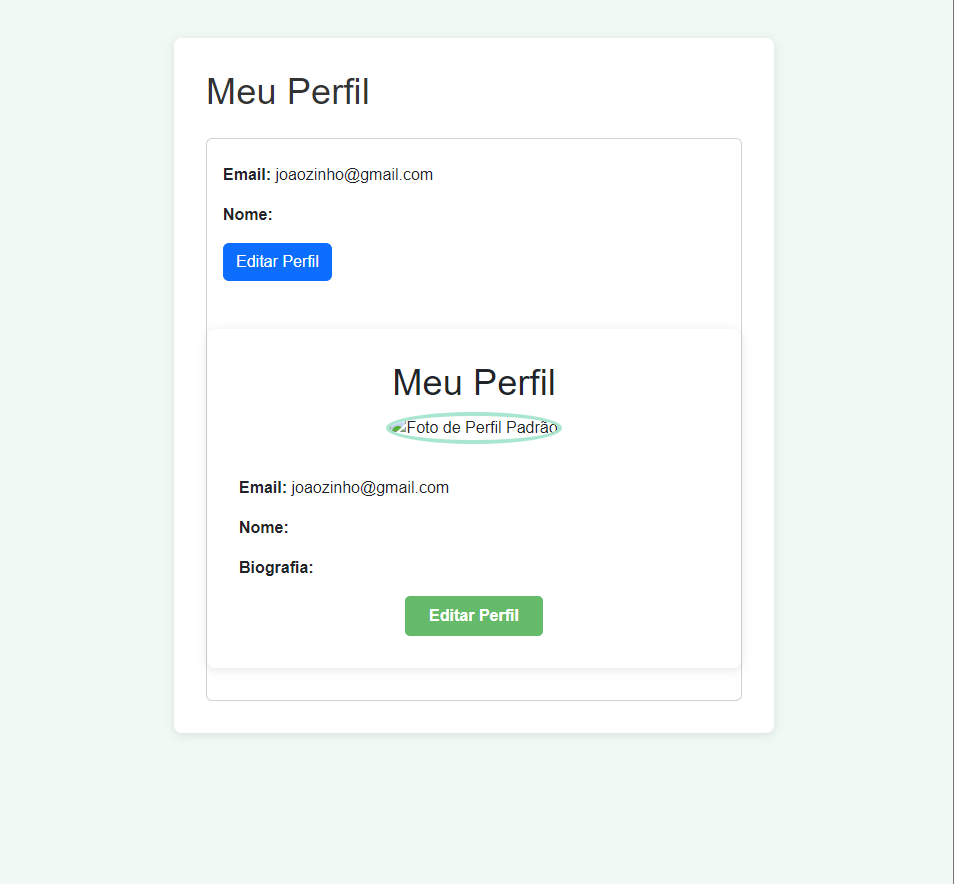 Meu Perfil
Email: joaozinho@gmail.com
Nome:
Editar Perfil
Meu Perfil
Foto de Perfil Padrão
Email: joaozinho@gmail.com
Nome:
Biografia:
Editar Perfil